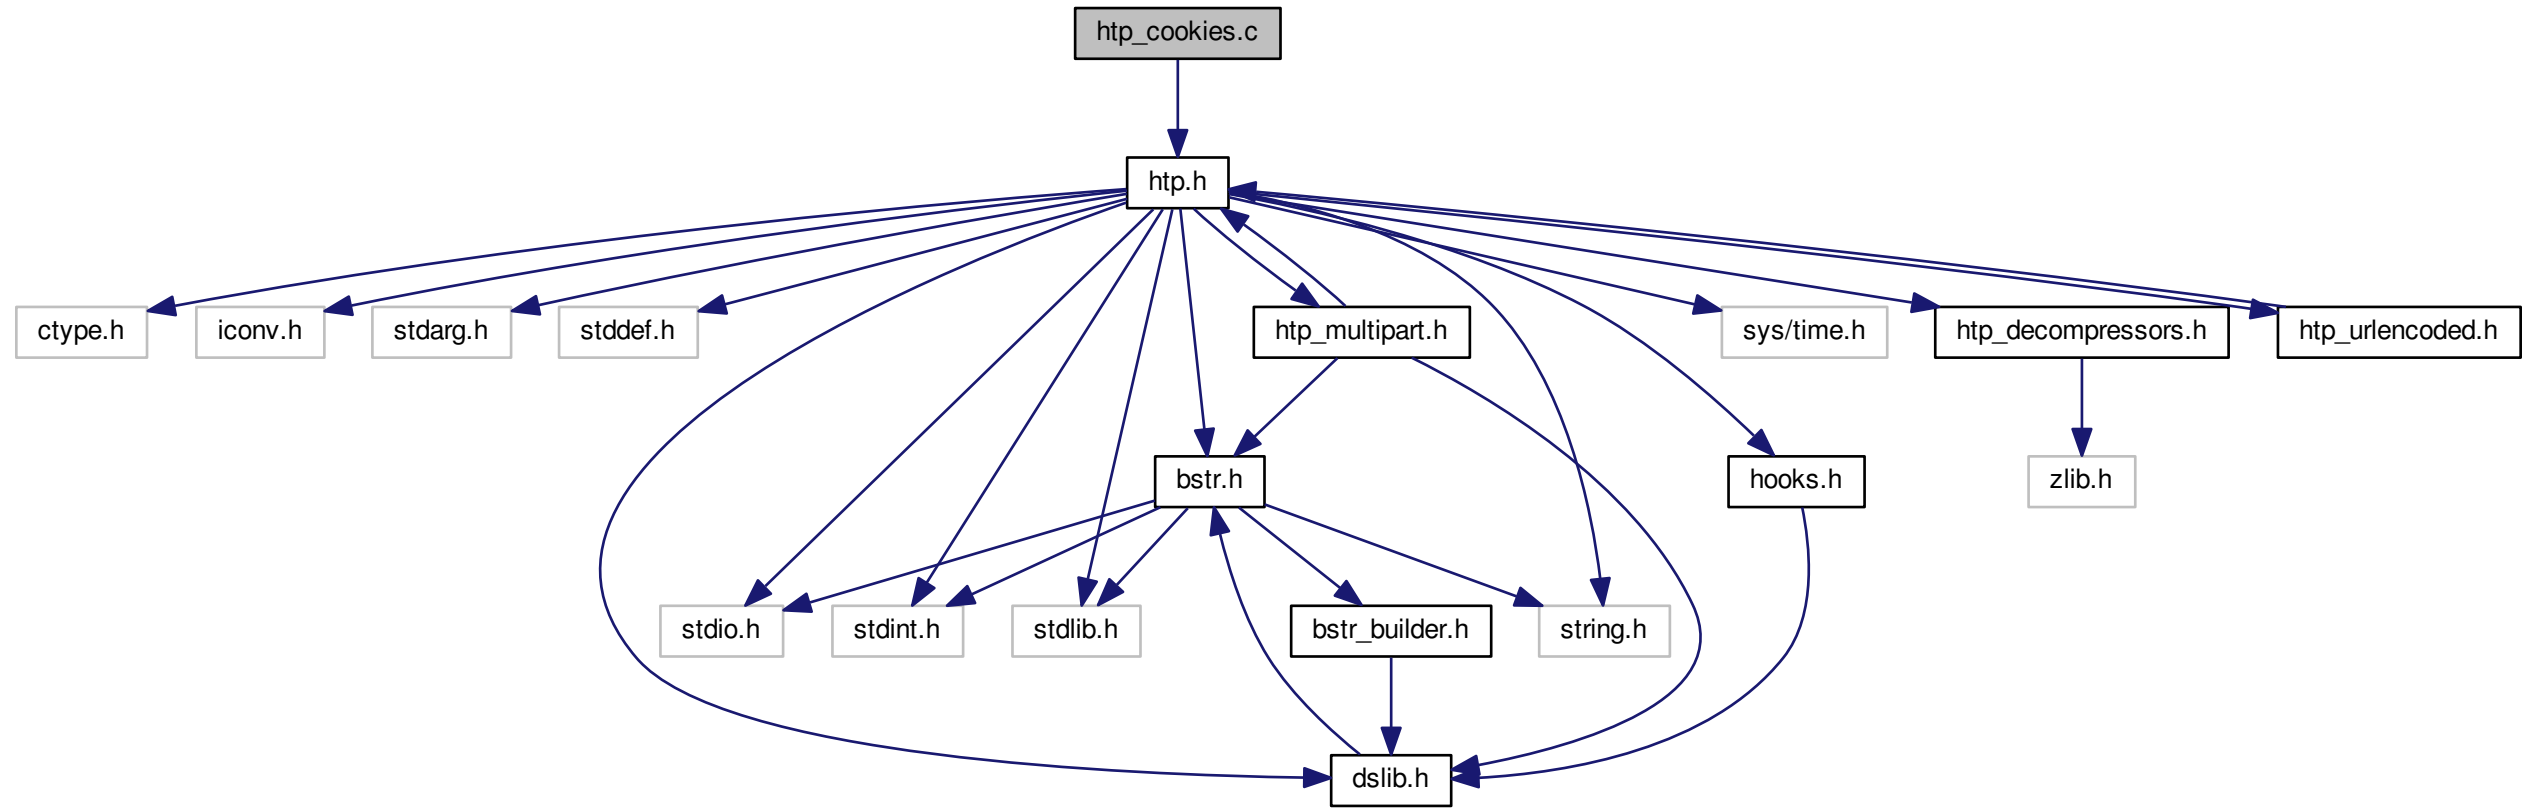 htp_cookies.c
htp.h
ctype.h
iconv.h
stdarg.h
stddef.h
htp_multipart.h
sys/time.h
htp_decompressors.h
htp_urlencoded.h
bstr.h
hooks.h
zlib.h
stdio.h
stdint.h
stdlib.h
bstr_builder.h
string.h
dslib.h